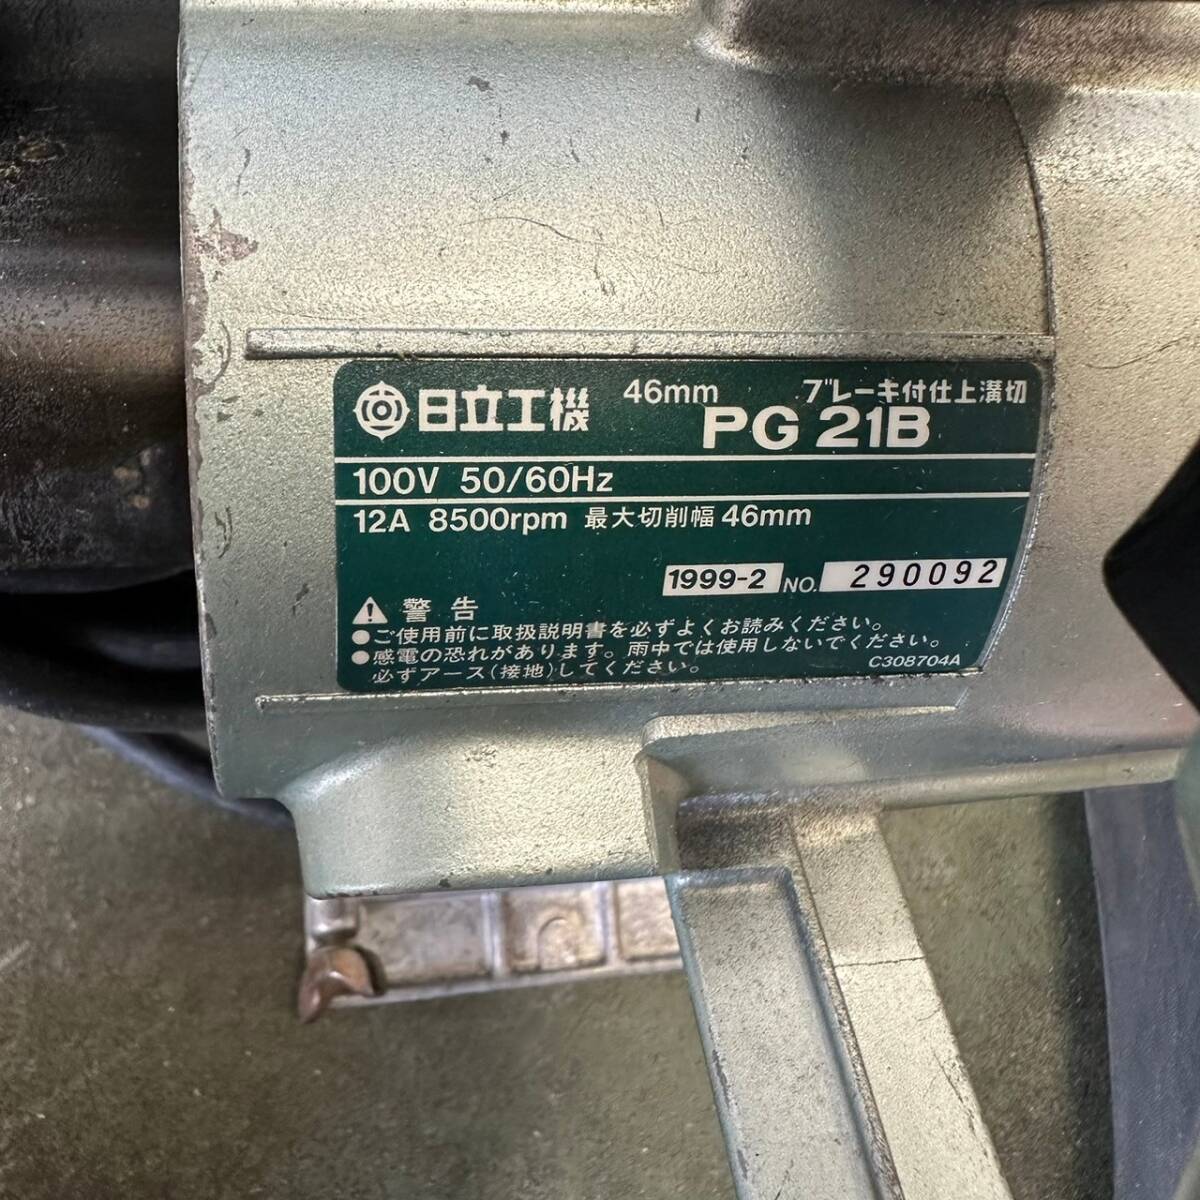 日立工機 46mm ブレーキ付仕上溝切
PG 21B
100V 50/60Hz
12A 8500rpm 最大切削幅 46mm
1999-2 NO. 290092
警告
●ご使用前に取扱説明書を必ずよくお読みください。
●感電の恐れがあります。雨中では使用しないでください。
必ずアース(接地)してください。
C308704A